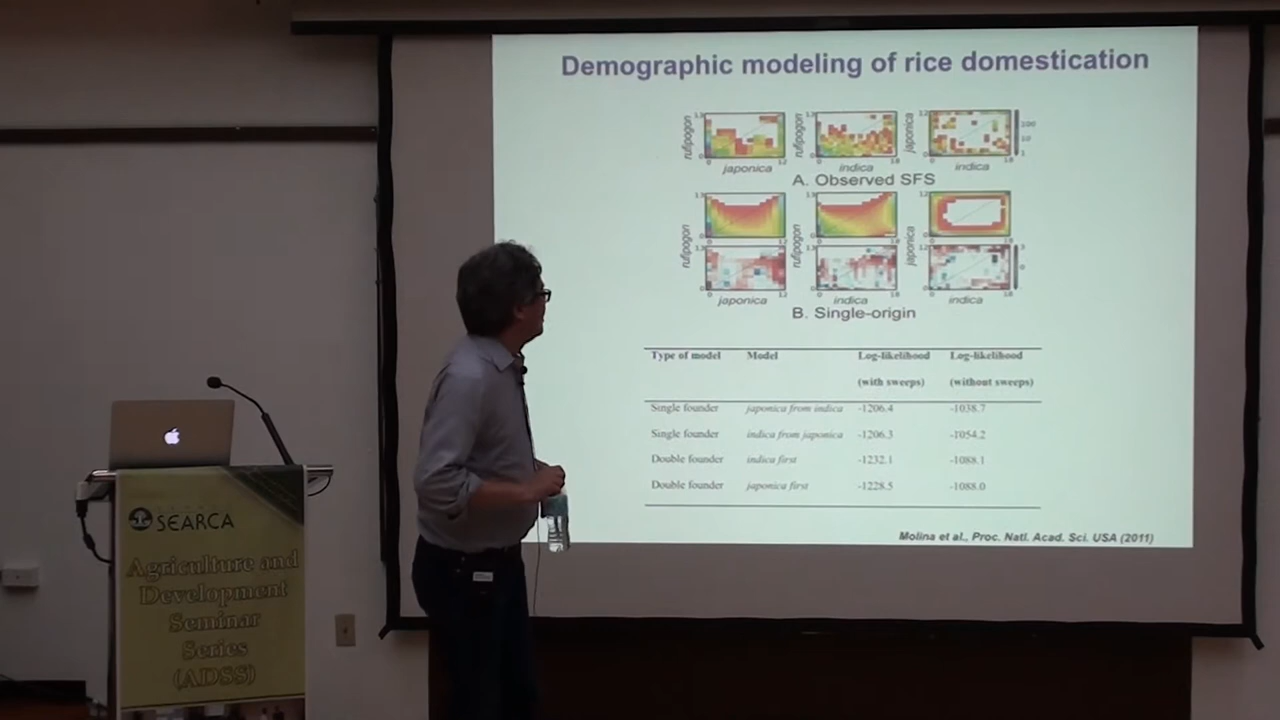 Demographic modeling of rice domestication
rufipogon
japonica
rufipogon
indica
japonica
indica
A. Observed SFS
rufipogon
japonica
rufipogon
indica
japonica
indica
B. Single-origin
Type of model Model Log-likelihood Log-likelihood
(with sweeps) (without sweeps)
Single founder japonica from indica -1206.4 -1038.7
Single founder indica from japonica -1206.3 -1054.2
Double founder indica first -1232.1 -1088.1
Double founder japonica first -1228.5 -1088.0
Molina et al., Proc. Natl. Acad. Sci. USA (2011)
SEARCA
Agriculture and
Development
Seminar
Series
(ADSS)